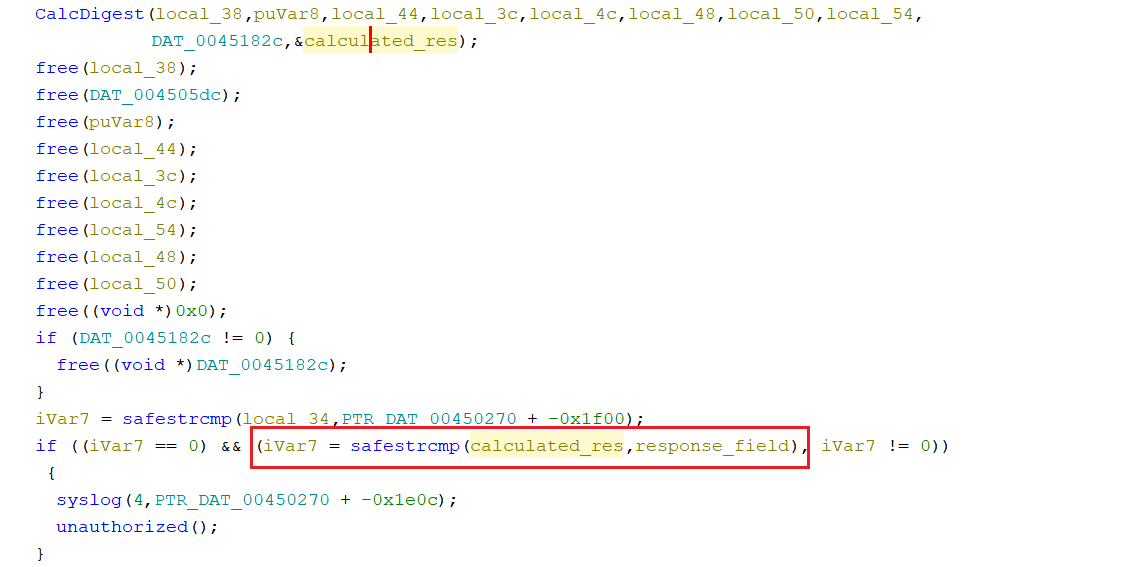 CalcDigest(local_38,puVar8,local_44,local_3c,local_4c,local_48,local_50,local_54,
DAT_0045182c,&calculated_res);
free(local_38);
free(DAT_004505dc);
free(puVar8);
free(local_44);
free(local_3c);
free(local_4c);
free(local_54);
free(local_48);
free(local_50);
free((void *)0x0);
if (DAT_0045182c != 0) {
free((void *)DAT_0045182c);
}
iVar7 = safestrcmp(local_34,PTR_DAT_00450270 + -0x1f00);
if ((iVar7 == 0) && (iVar7 = safestrcmp(calculated_res,response_field), iVar7 != 0))
{
syslog(4,PTR_DAT_00450270 + -0x1e0c);
unauthorized();
}